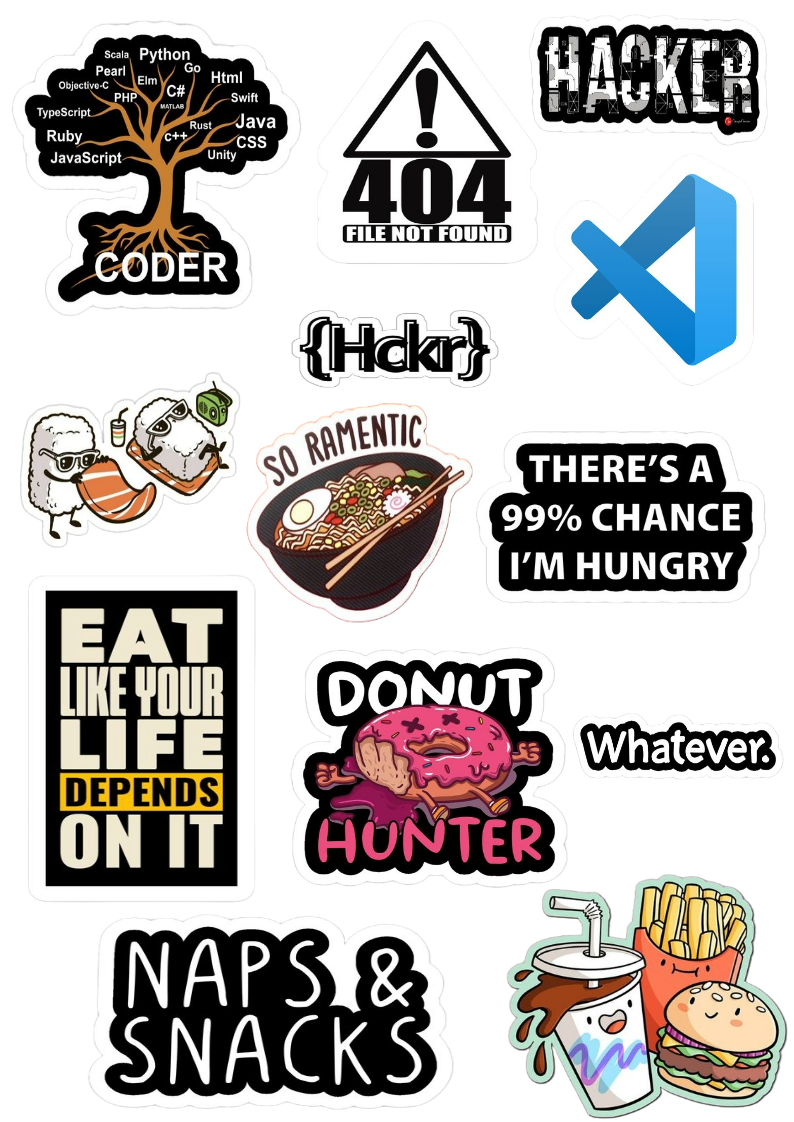 Scala
Python
Pearl
Elm
Go
Objective-C
C#
Html
PHP
MATLAB
Swift
TypeScript
Rust
Java
Ruby
C++
CSS
JavaScript
Unity
CODER
!
404
FILE NOT FOUND
HACKER
{Hckr}
SO RAMENTIC
THERE'S A
99% CHANCE
I'M HUNGRY
EAT
LIKE YOUR
LIFE
DEPENDS
ON IT
DONUT
HUNTER
Whatever.
NAPS &
SNACKS